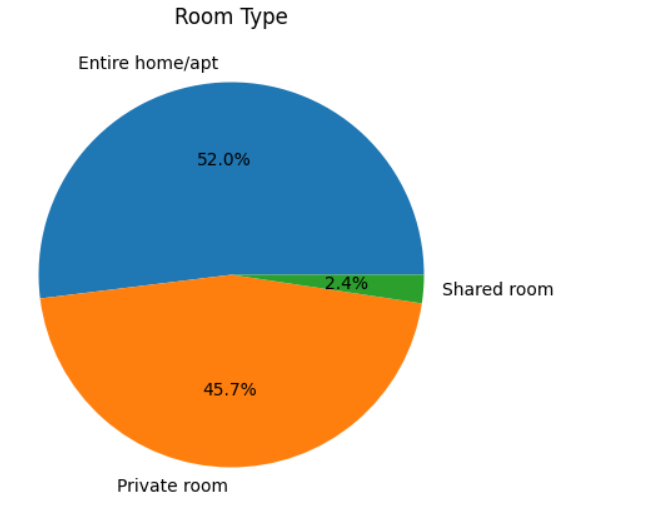 Room Type
Entire home/apt
52.0%
2.4%
Shared room
45.7%
Private room